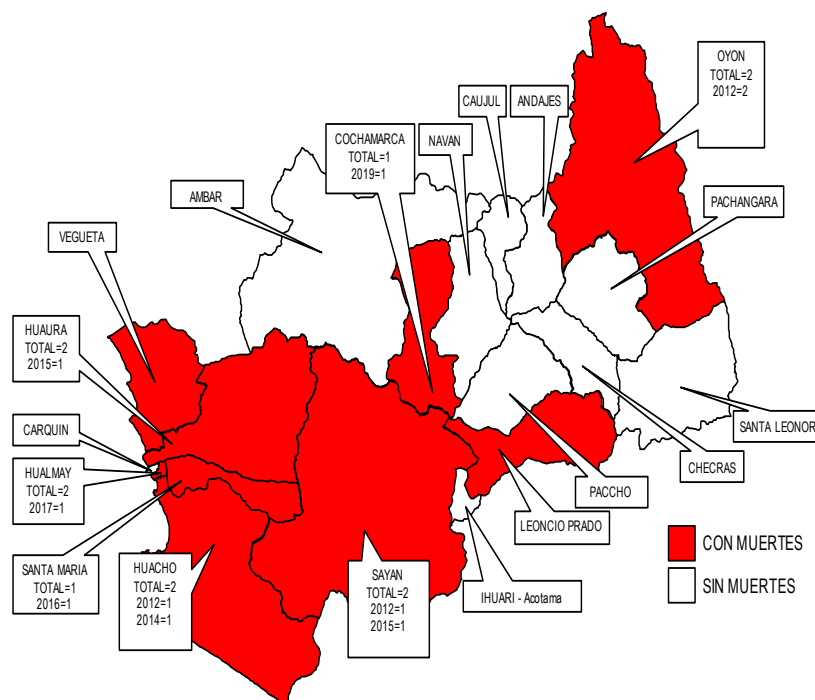 OYON
TOTAL=2
2012=2
CAUJUL
ANDAJES
COCHAMARCA
TOTAL=1
2019=1
NAVAN
AMBAR
PACHANGARA
VEGUETA
HUAURA
TOTAL=2
2015=1
CARQUIN
HUALMAY
TOTAL=2
2017=1
SANTA MARIA
TOTAL=1
2016=1
HUACHO
TOTAL=2
2012=1
2014=1
SAYAN
TOTAL=2
2012=1
2015=1
IHUARI - Acotama
LEONCIO PRADO
PACCHO
CHECRAS
SANTA LEONOR
CON MUERTES
SIN MUERTES